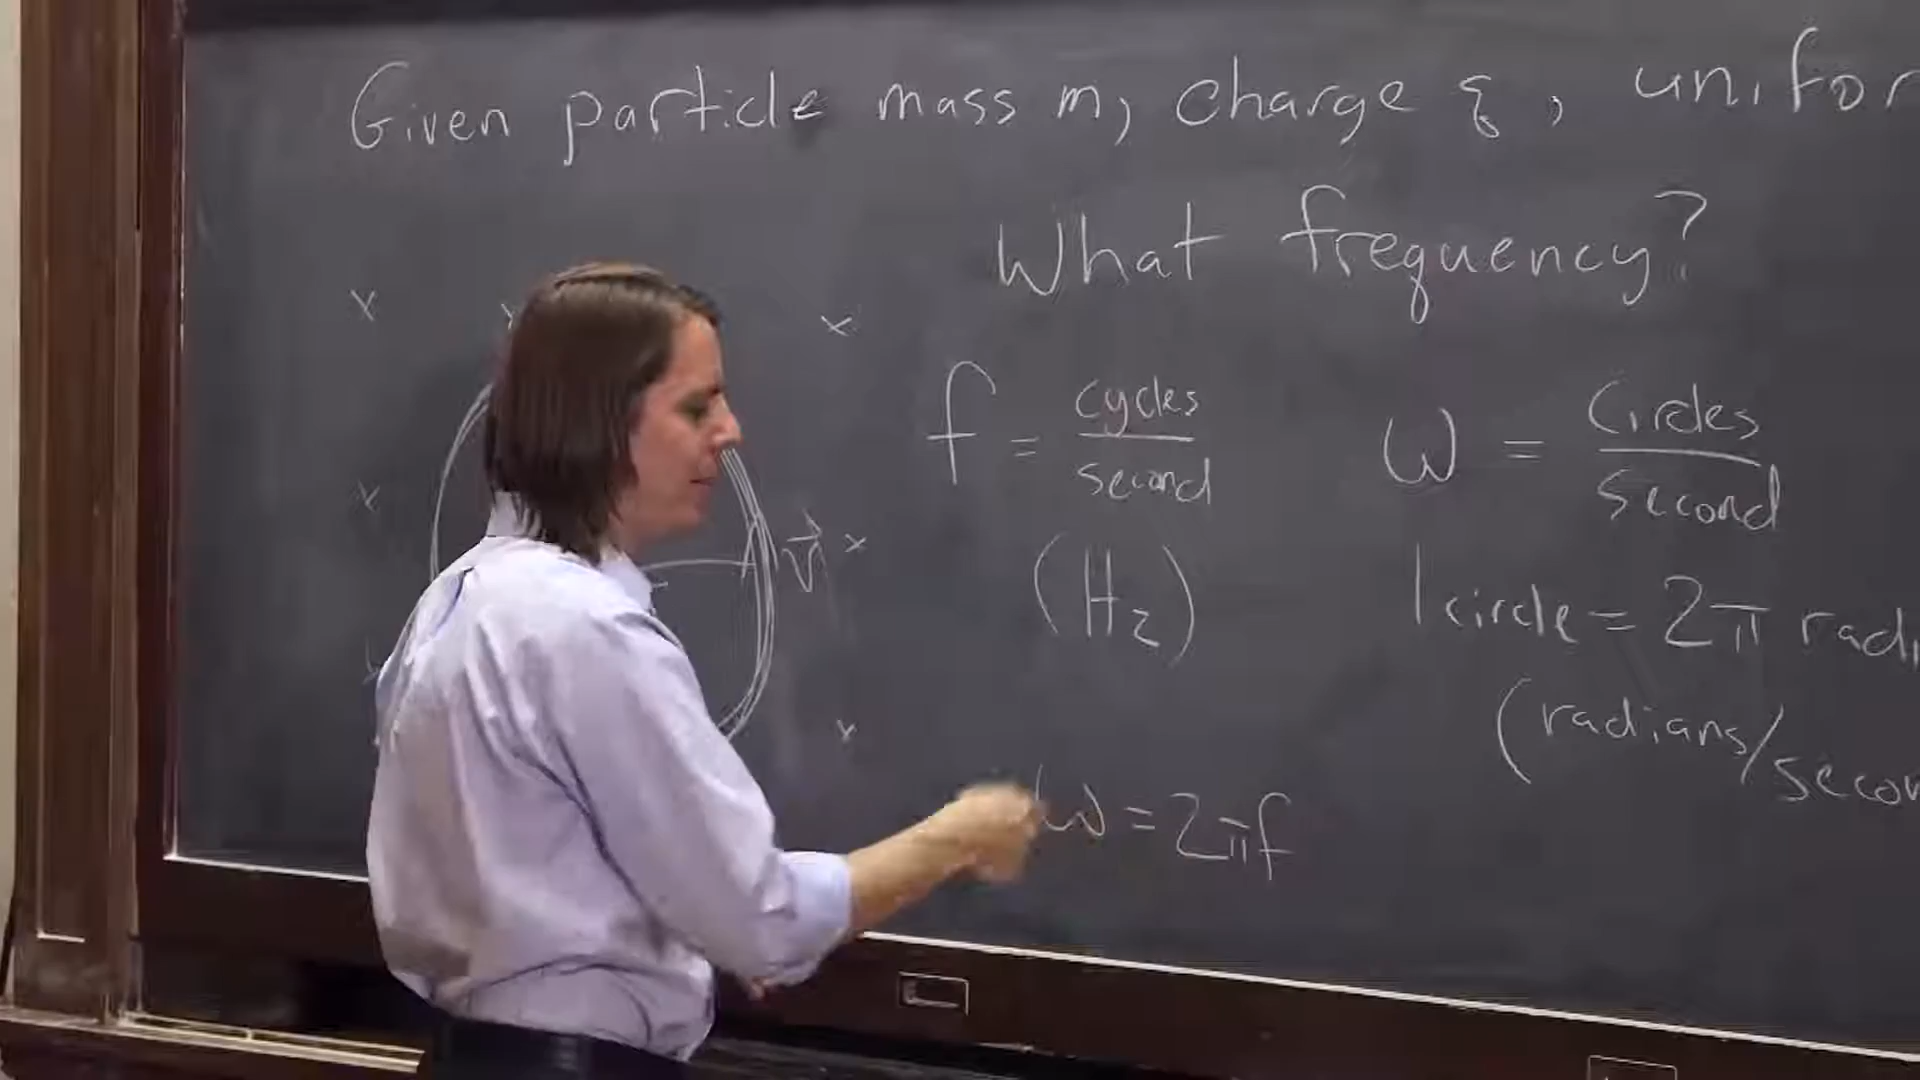 Given particle mass m, charge q, unifor
What frequency?
f = cycles/second
ω = Circles/second
(Hz)
1 circle = 2π radi
(radians/secon
ω = 2πf
x x
x v⃗ x
x